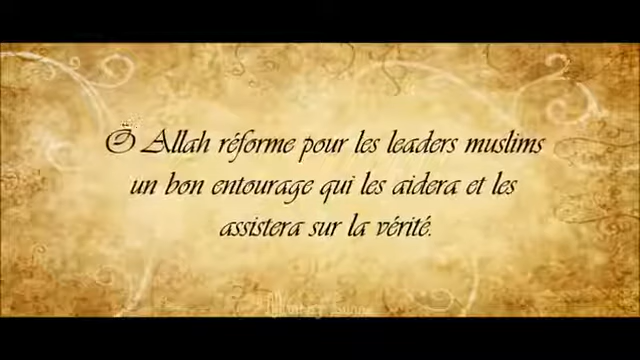 Ô Allah réforme pour les leaders muslims
un bon entourage qui les aidera et les
assistera sur la vérité.